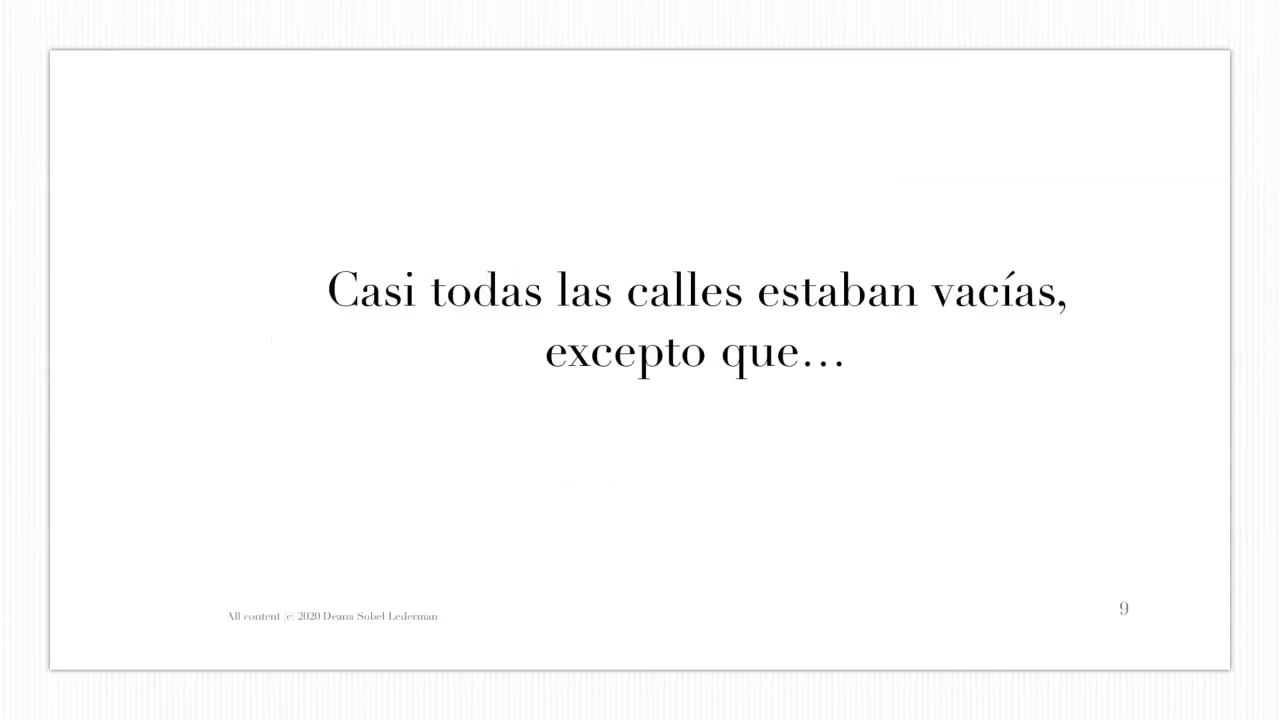 Casi todas las calles estaban vacías,
excepto que...
All content (c) 2020 Deana Sobel Lederman
9